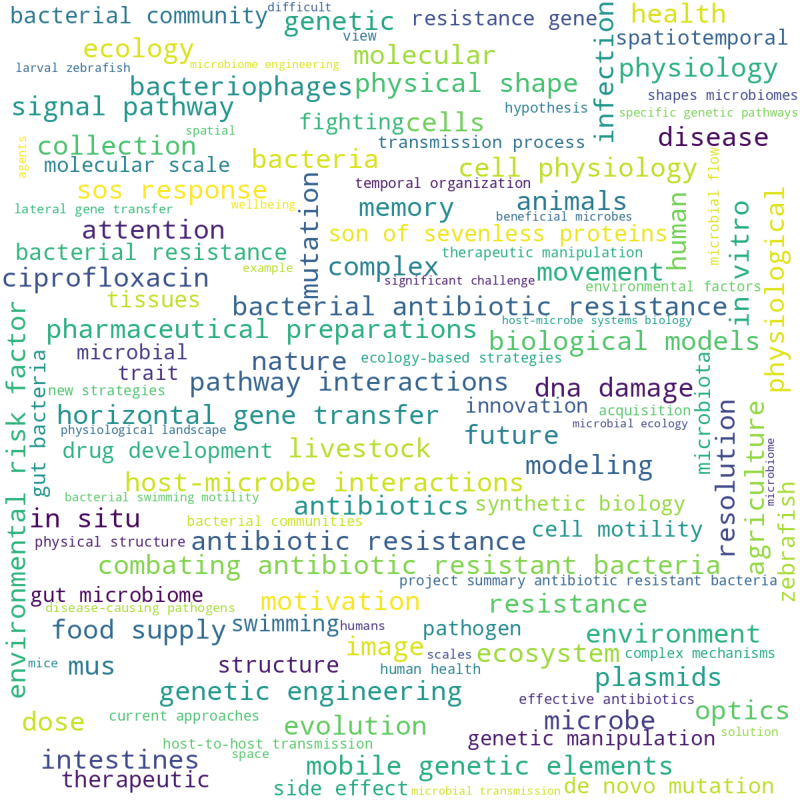 bacterial community
difficult
genetic
resistance gene
infection
health
view
spatiotemporal
ecology
microbiome engineering
molecular
larval zebrafish
bacteriophages
physical shape
physiology
shapes microbiomes
signal pathway
hypothesis
specific genetic pathways
fighting
cells
spatial
collection
transmission process
disease
agents
molecular scale
bacteria
cell physiology
microbial flow
sos response
mutation
temporal organization
animals
human
physiological
lateral gene transfer
wellbeing
memory
beneficial microbes
in vitro
attention
son of sevenless proteins
bacterial resistance
therapeutic manipulation
ciprofloxacin
example
complex
significant challenge
movement
environmental factors
tissues
bacterial antibiotic resistance
environmental risk factor
pharmaceutical preparations
host-microbe systems biology
biological models
microbial
gut bacteria
nature
ecology-based strategies
microbiota
trait
new strategies
pathway interactions
dna damage
horizontal gene transfer
innovation
acquisition
resolution
agriculture
physiological landscape
future
microbial ecology
drug development
livestock
modeling
microbiome
host-microbe interactions
zebrafish
bacterial swimming motility
antibiotics
synthetic biology
in situ
bacterial communities
cell motility
physical structure
antibiotic resistance
combating antibiotic resistant bacteria
project summary antibiotic resistant bacteria
gut microbiome
disease-causing pathogens
motivation
resistance
food supply
swimming
humans
pathogen
environment
image
mice
mus
structure
scales
ecosystem
complex mechanisms
human health
plasmids
genetic engineering
effective antibiotics
dose
current approaches
evolution
microbe
optics
host-to-host transmission
genetic manipulation
solution
intestines
space
mobile genetic elements
therapeutic
side effect
microbial transmission
de novo mutation